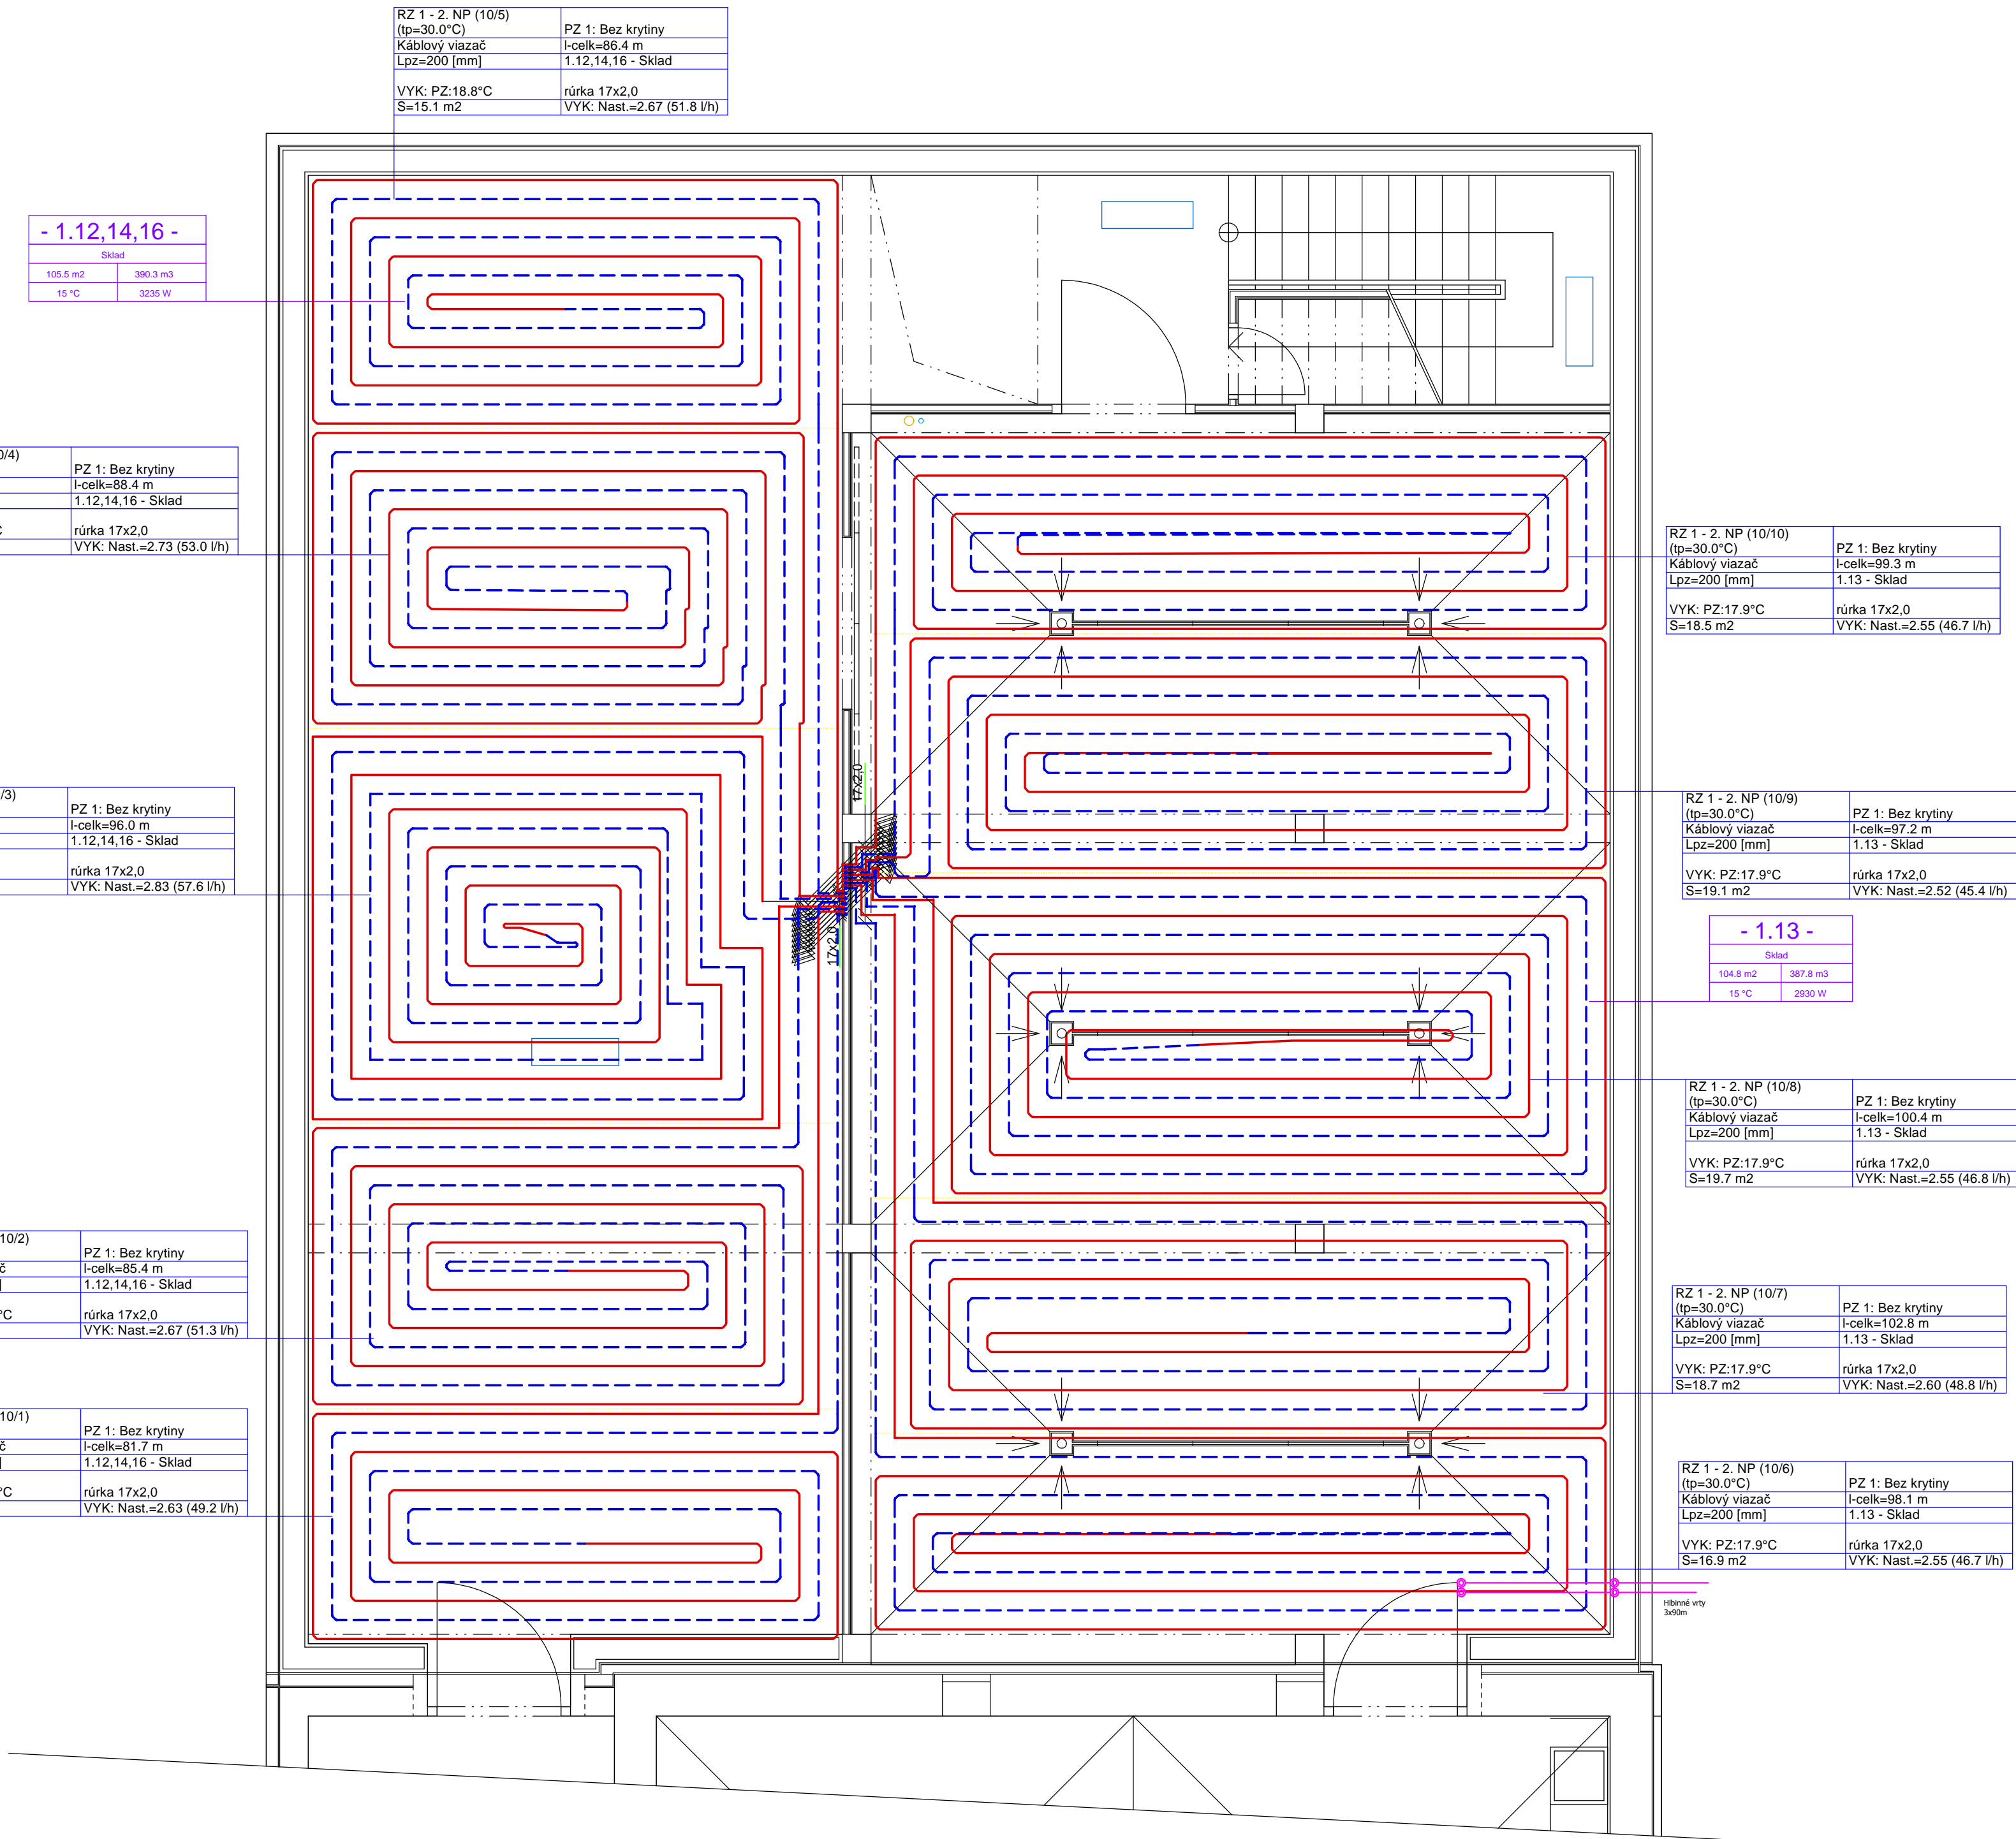 RZ 1 - 2. NP (10/5)
(tp=30.0°C) PZ 1: Bez krytiny
Káblový viazač l-celk=86.4 m
Lpz=200 [mm] 1.12,14,16 - Sklad
VYK: PZ:18.8°C rúrka 17x2,0
S=15.1 m2 VYK: Nast.=2.67 (51.8 l/h)
- 1.12,14,16 -
Sklad
105.5 m2 390.3 m3
15 °C 3235 W
0/4)
PZ 1: Bez krytiny
l-celk=88.4 m
1.12,14,16 - Sklad
C rúrka 17x2,0
VYK: Nast.=2.73 (53.0 l/h)
/3)
PZ 1: Bez krytiny
l-celk=96.0 m
1.12,14,16 - Sklad
rúrka 17x2,0
VYK: Nast.=2.83 (57.6 l/h)
10/2)
PZ 1: Bez krytiny
č l-celk=85.4 m
] 1.12,14,16 - Sklad
°C rúrka 17x2,0
VYK: Nast.=2.67 (51.3 l/h)
10/1)
PZ 1: Bez krytiny
č l-celk=81.7 m
] 1.12,14,16 - Sklad
°C rúrka 17x2,0
VYK: Nast.=2.63 (49.2 l/h)
17x2,0
17x2,0
RZ 1 - 2. NP (10/10)
(tp=30.0°C) PZ 1: Bez krytiny
Káblový viazač l-celk=99.3 m
Lpz=200 [mm] 1.13 - Sklad
VYK: PZ:17.9°C rúrka 17x2,0
S=18.5 m2 VYK: Nast.=2.55 (46.7 l/h)
RZ 1 - 2. NP (10/9)
(tp=30.0°C) PZ 1: Bez krytiny
Káblový viazač l-celk=97.2 m
Lpz=200 [mm] 1.13 - Sklad
VYK: PZ:17.9°C rúrka 17x2,0
S=19.1 m2 VYK: Nast.=2.52 (45.4 l/h)
- 1.13 -
Sklad
104.8 m2 387.8 m3
15 °C 2930 W
RZ 1 - 2. NP (10/8)
(tp=30.0°C) PZ 1: Bez krytiny
Káblový viazač l-celk=100.4 m
Lpz=200 [mm] 1.13 - Sklad
VYK: PZ:17.9°C rúrka 17x2,0
S=19.7 m2 VYK: Nast.=2.55 (46.8 l/h)
RZ 1 - 2. NP (10/7)
(tp=30.0°C) PZ 1: Bez krytiny
Káblový viazač l-celk=102.8 m
Lpz=200 [mm] 1.13 - Sklad
VYK: PZ:17.9°C rúrka 17x2,0
S=18.7 m2 VYK: Nast.=2.60 (48.8 l/h)
RZ 1 - 2. NP (10/6)
(tp=30.0°C) PZ 1: Bez krytiny
Káblový viazač l-celk=98.1 m
Lpz=200 [mm] 1.13 - Sklad
VYK: PZ:17.9°C rúrka 17x2,0
S=16.9 m2 VYK: Nast.=2.55 (46.7 l/h)
Hlbinné vrty
3x90m